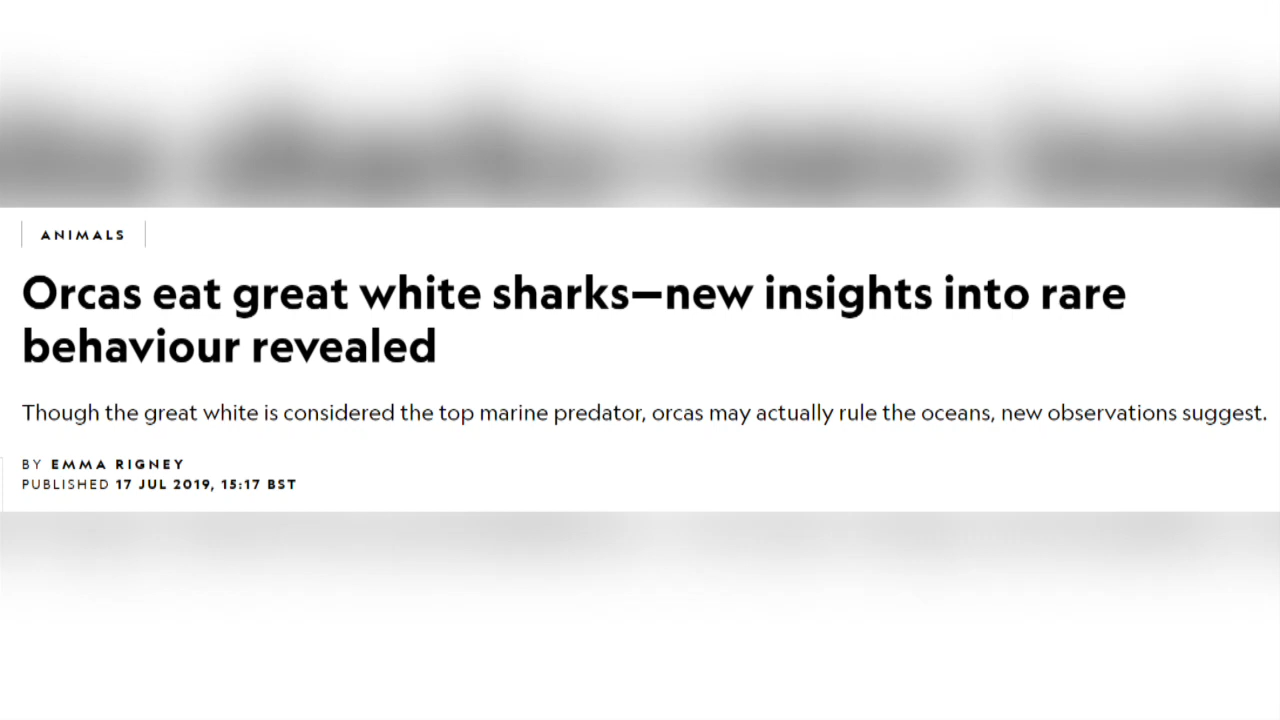 ANIMALS
Orcas eat great white sharks—new insights into rare
behaviour revealed
Though the great white is considered the top marine predator, orcas may actually rule the oceans, new observations suggest.
BY EMMA RIGNEY
PUBLISHED 17 JUL 2019, 15:17 BST